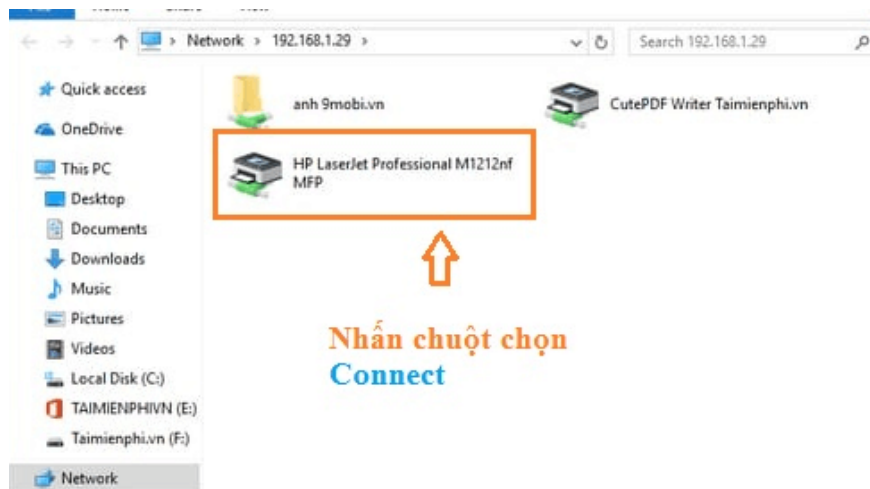 Network > 192.168.1.29 >
Search 192.168.1.29
Quick access
OneDrive
This PC
Desktop
Documents
Downloads
Music
Pictures
Videos
Local Disk (C:)
TAIMIENPHIVN (E:)
Taimienphi.vn (F:)
Network
anh 9mobi.vn
CutePDF Writer Taimienphi.vn
HP LaserJet Professional M1212nf
MFP
Nhấn chuột chọn
Connect